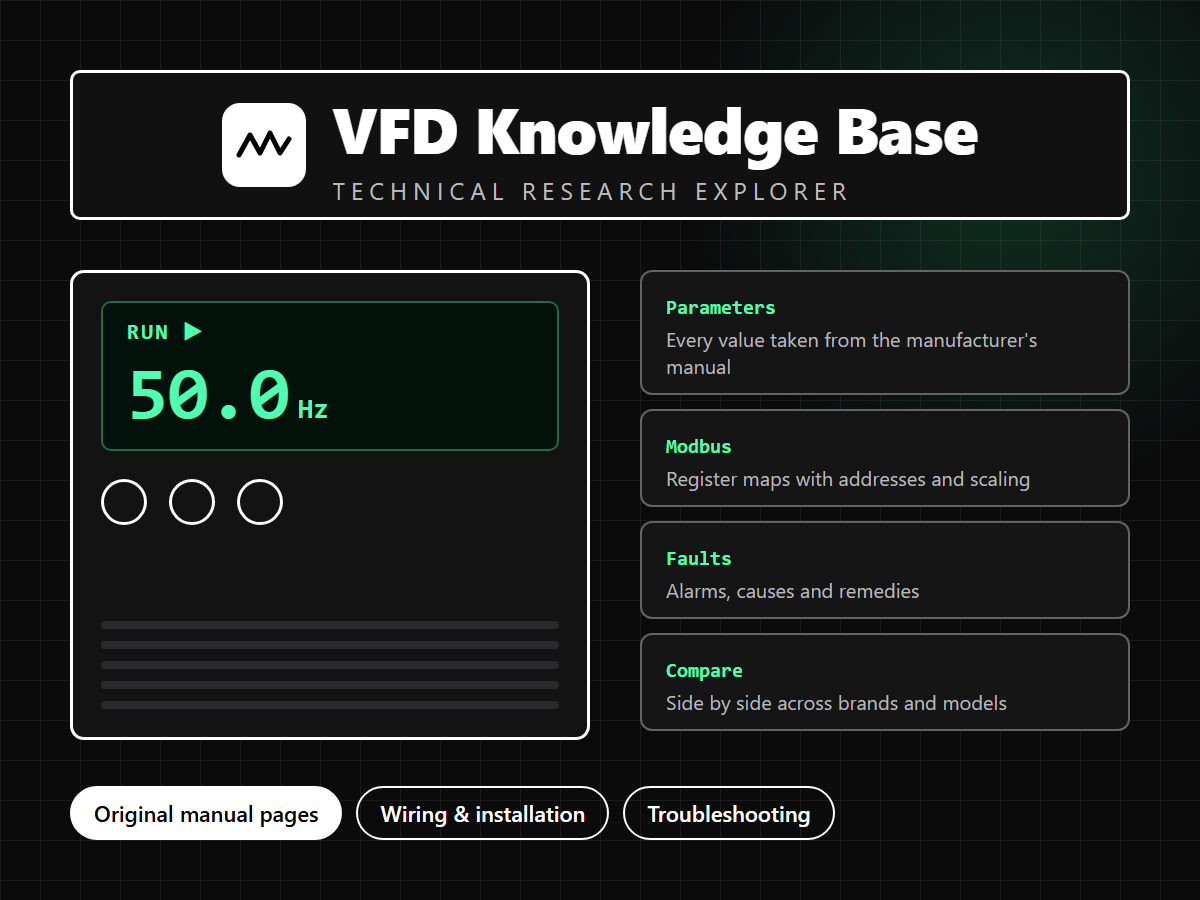 VFD Knowledge Base
TECHNICAL RESEARCH EXPLORER
RUN ▶
50.0 Hz
Parameters
Every value taken from the manufacturer's
manual
Modbus
Register maps with addresses and scaling
Faults
Alarms, causes and remedies
Compare
Side by side across brands and models
Original manual pages
Wiring & installation
Troubleshooting